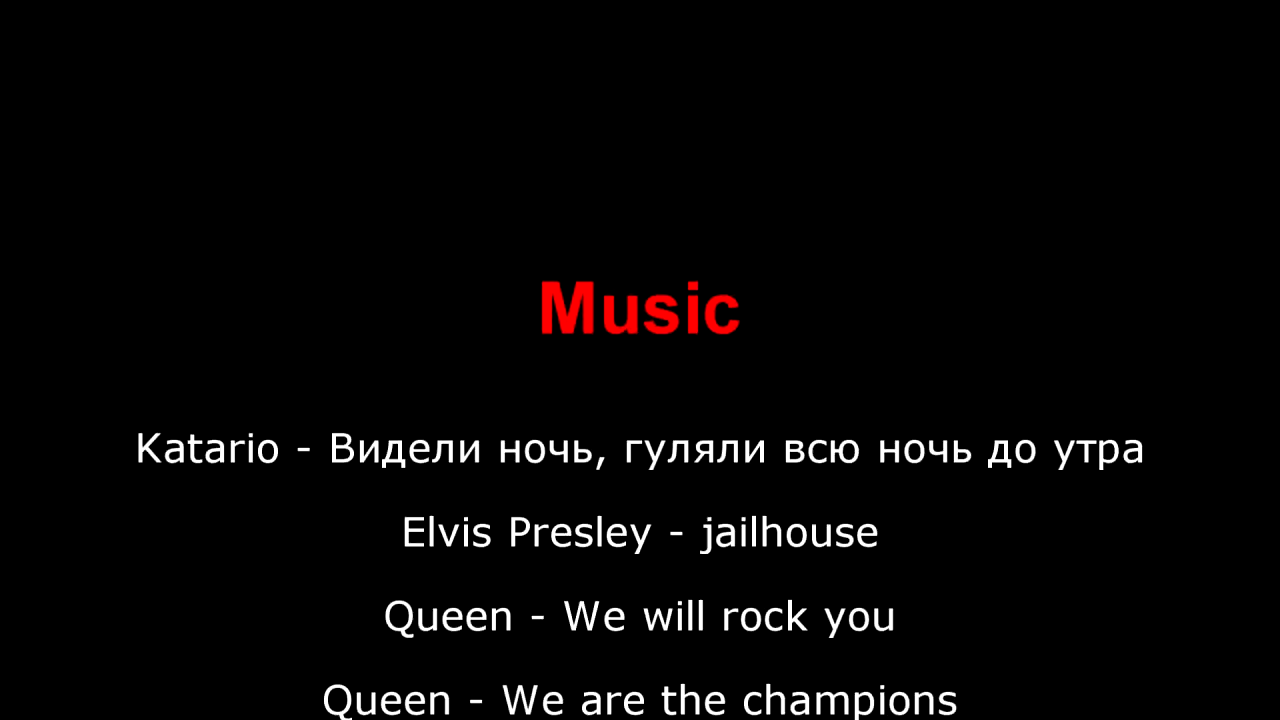 Music
Katario - Видели ночь, гуляли всю ночь до утра
Elvis Presley - jailhouse
Queen - We will rock you
Queen - We are the champions